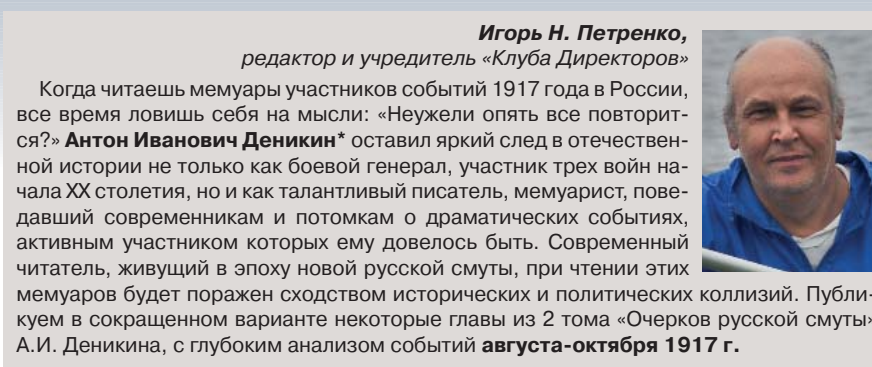 Игорь Н. Петренко,
редактор и учредитель «Клуба Директоров»
Когда читаешь мемуары участников событий 1917 года в России,
все время ловишь себя на мысли: «Неужели опять все повторит-
ся?» Антон Иванович Деникин* оставил яркий след в отечествен-
ной истории не только как боевой генерал, участник трех войн на-
чала XX столетия, но и как талантливый писатель, мемуарист, пове-
давший современникам и потомкам о драматических событиях,
активным участником которых ему довелось быть. Современный
читатель, живущий в эпоху новой русской смуты, при чтении этих
мемуаров будет поражен сходством исторических и политических коллизий. Публи-
куем в сокращенном варианте некоторые главы из 2 тома «Очерков русской смуты»
А.И. Деникина, с глубоким анализом событий августа-октября 1917 г.